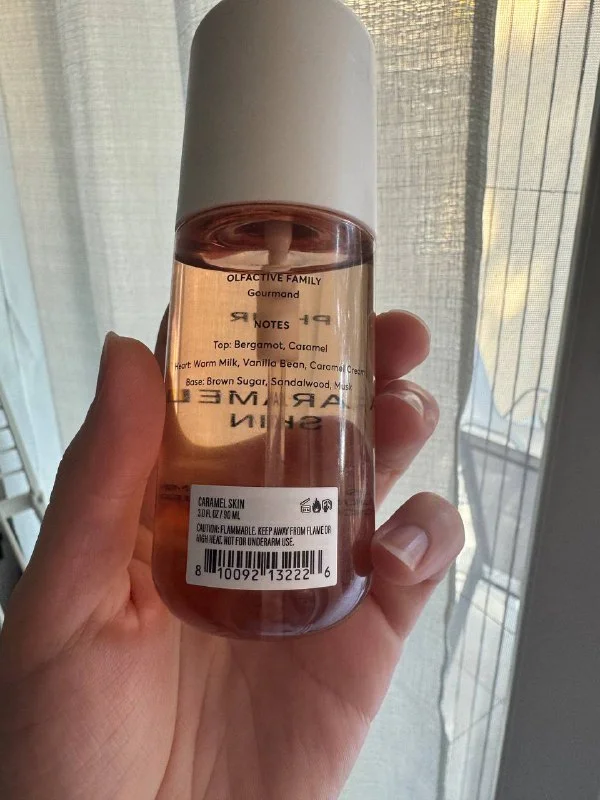 OLFACTIVE FAMILY
Gourmand
NOTES
Top: Bergamot, Caramel
Heart: Warm Milk, Vanilla Bean, Caramel Cream
Base: Brown Sugar, Sandalwood, Musk
CARAMEL
SKIN
CARAMEL SKIN
3.0 FL OZ / 90 ML
CAUTION: FLAMMABLE. KEEP AWAY FROM FLAME OR
HIGH HEAT. NOT FOR UNDERARM USE.
8 10092 13222 6